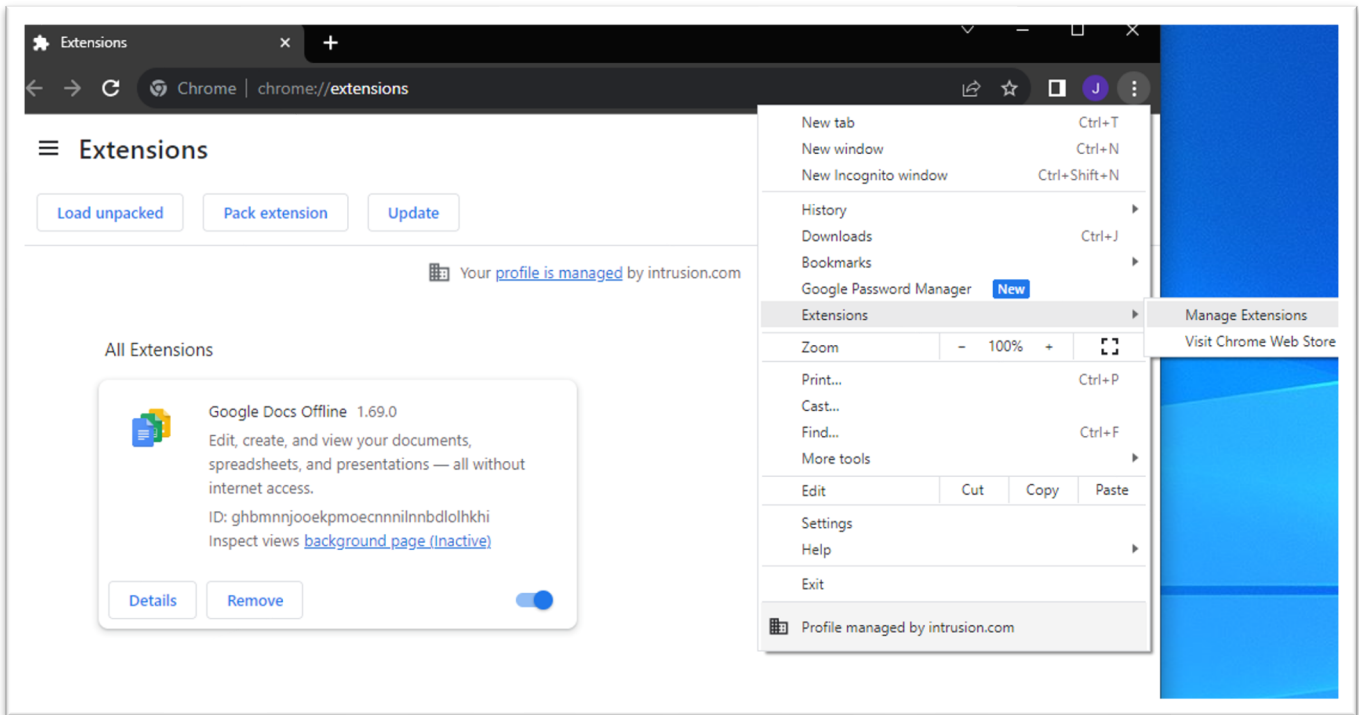 Extensions
Chrome chrome://extensions
J
Extensions
Load unpacked Pack extension Update
Your profile is managed by intrusion.com
All Extensions
Google Docs Offline 1.69.0
Edit, create, and view your documents,
spreadsheets, and presentations — all without
internet access.
ID: ghbmnnjooekpmoecnnnilnnbdlolhkhi
Inspect views background page (Inactive)
Details Remove
New tab Ctrl+T
New window Ctrl+N
New Incognito window Ctrl+Shift+N
History
Downloads Ctrl+J
Bookmarks
Google Password Manager New
Extensions
Zoom - 100% +
Print... Ctrl+P
Cast...
Find... Ctrl+F
More tools
Edit Cut Copy Paste
Settings
Help
Exit
Profile managed by intrusion.com
Manage Extensions
Visit Chrome Web Store